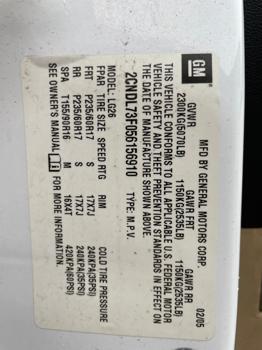 GM
MFD BY GENERAL MOTORS CORP. 02/05
GVWR GAWR FRT GAWR RR
2300KG(5070LB) 1150KG(2535LB) 1150KG(2535LB)
THIS VEHICLE CONFORMS TO ALL APPLICABLE U.S. FEDERAL MOTOR
VEHICLE SAFETY AND THEFT PREVENTION STANDARDS IN EFFECT ON
THE DATE OF MANUFACTURE SHOWN ABOVE.
2CNDL73F056156910 TYPE: M.P.V.
MODEL: LG26
FPAR TIRE SIZE SPEED RTG RIM COLD TIRE PRESSURE
FRT P235/60R17 S 17X7J 240KPA(35PSI)
RR P235/60R17 S 17X7J 240KPA(35PSI)
SPA T155/90R16 M 16X4T 420KPA(60PSI)
SEE OWNER'S MANUAL FOR MORE INFORMATION.